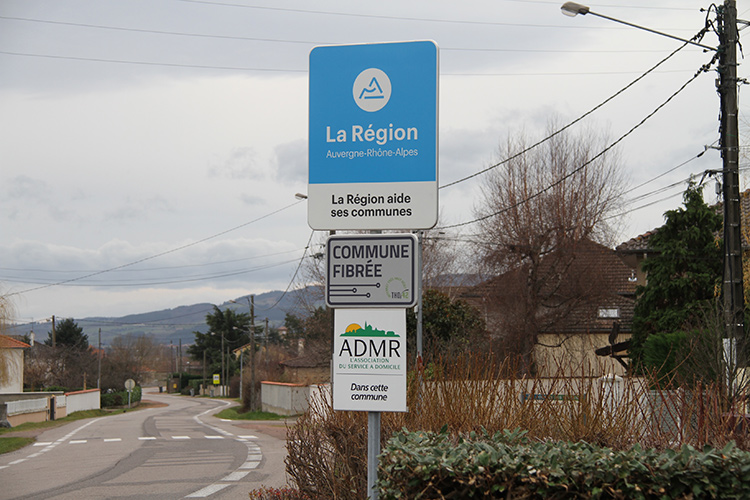 La Région
Auvergne-Rhône-Alpes
La Région aide
ses communes
COMMUNE
FIBRÉE
THD
ADMR
L'ASSOCIATION
DU SERVICE À DOMICILE
Dans cette
commune